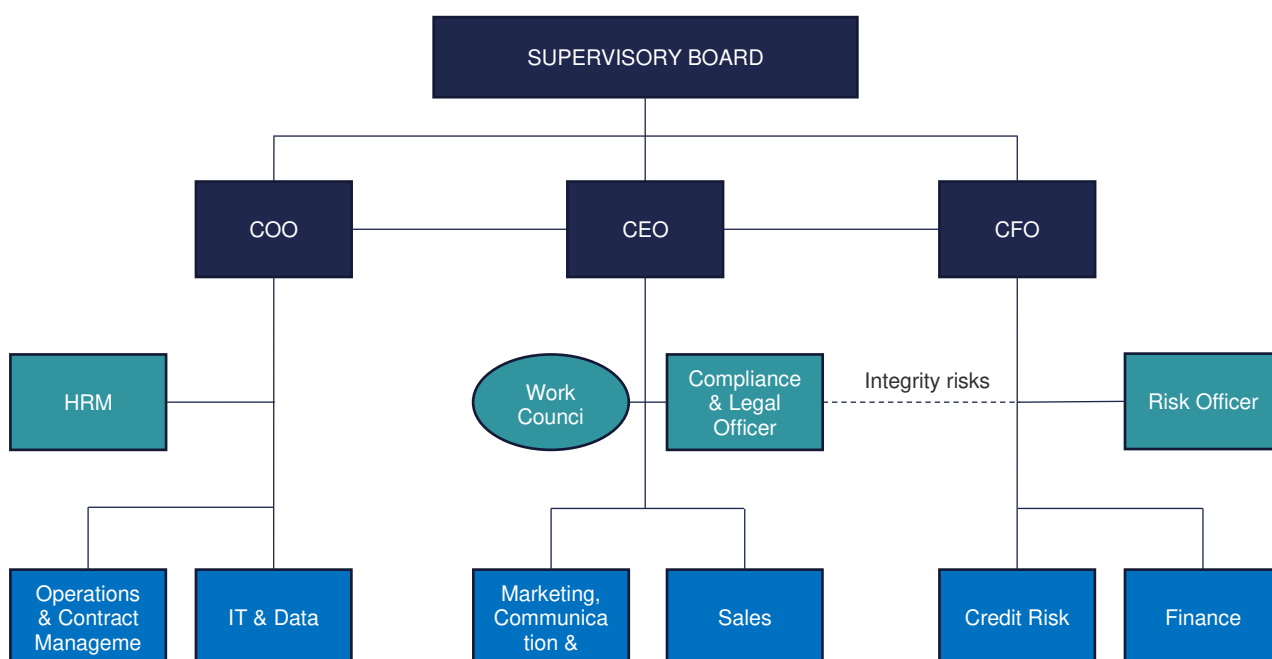 SUPERVISORY BOARD
COO
CEO
CFO
HRM
Work
Counci
Compliance
& Legal
Officer
Integrity risks
Risk Officer
Operations
& Contract
Manageme
IT & Data
Marketing,
Communica
tion &
Sales
Credit Risk
Finance